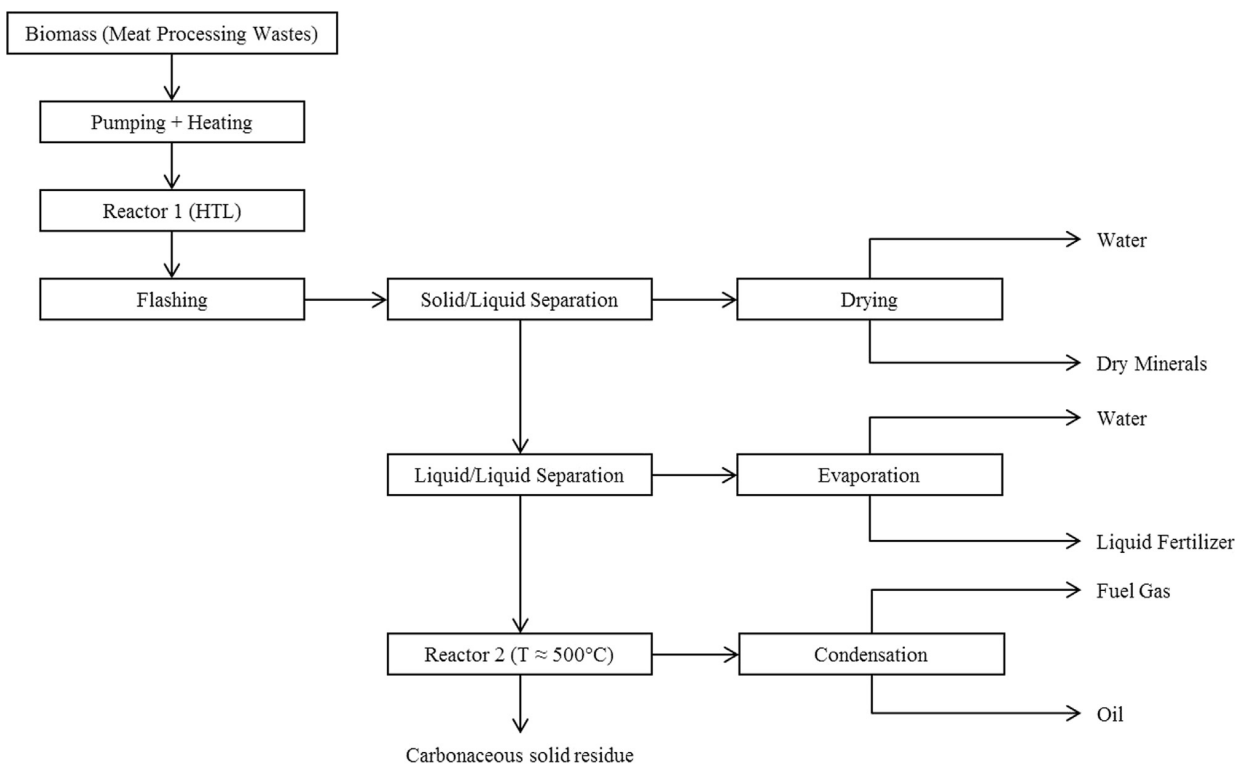 Biomass (Meat Processing Wastes)
Pumping + Heating
Reactor 1 (HTL)
Water
Flashing
Solid/Liquid Separation
Drying
Dry Minerals
Water
Liquid/Liquid Separation
Evaporation
Liquid Fertilizer
Fuel Gas
Reactor 2 (T ≈ 500°C)
Condensation
Oil
Carbonaceous solid residue